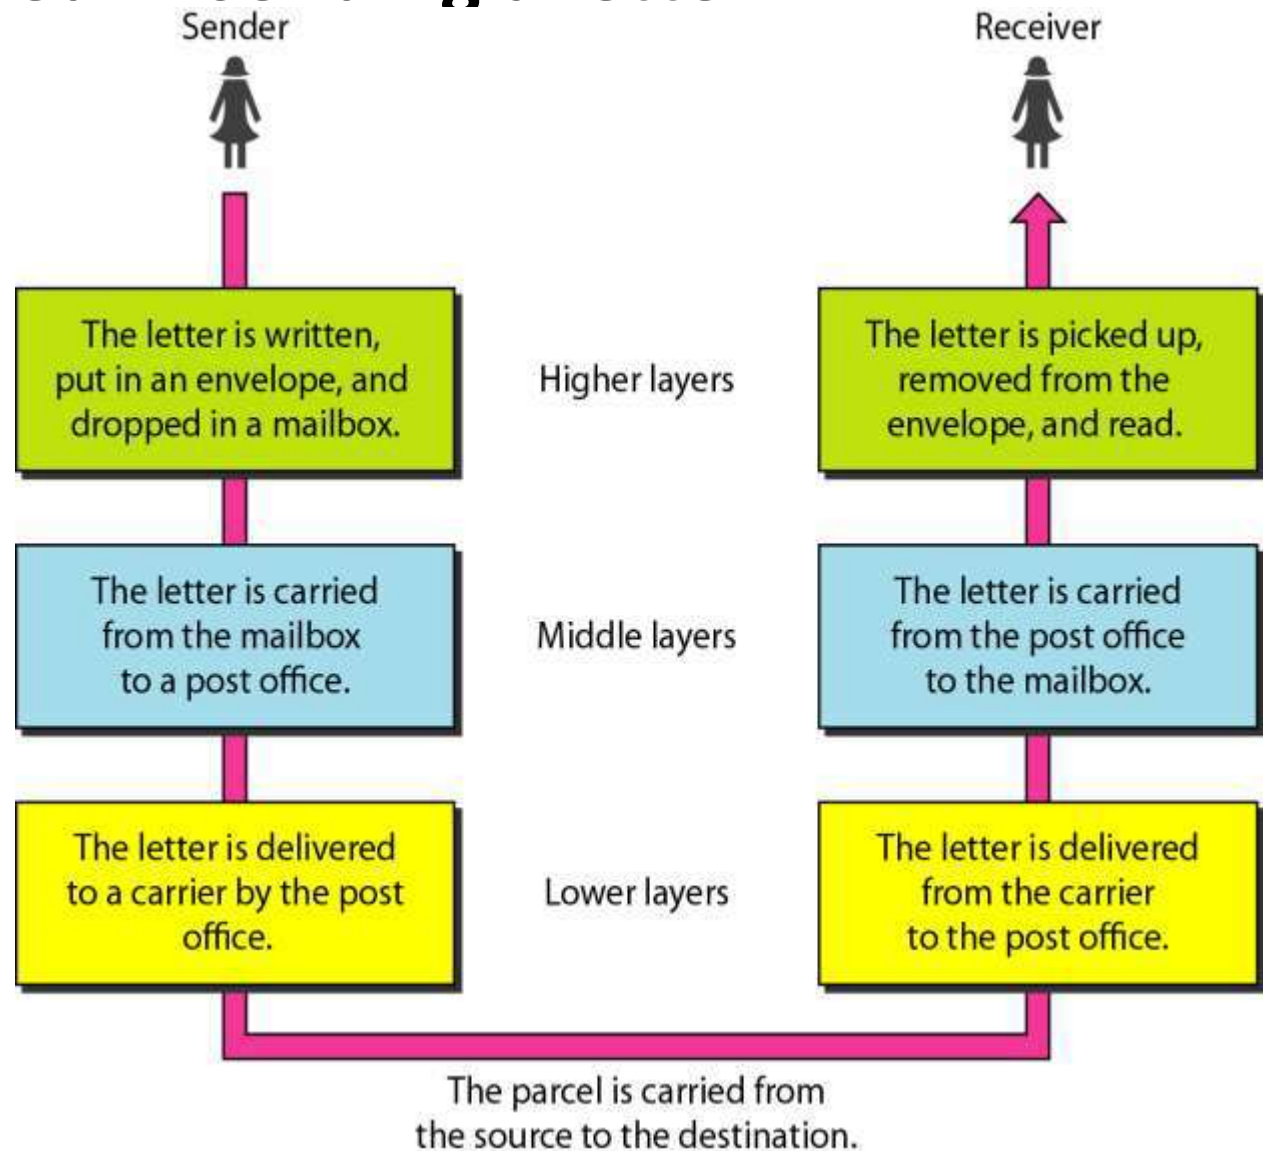 Sender
Receiver
The letter is written,
put in an envelope, and
dropped in a mailbox.
Higher layers
The letter is picked up,
removed from the
envelope, and read.
The letter is carried
from the mailbox
to a post office.
Middle layers
The letter is carried
from the post office
to the mailbox.
The letter is delivered
to a carrier by the post
office.
Lower layers
The letter is delivered
from the carrier
to the post office.
The parcel is carried from
the source to the destination.